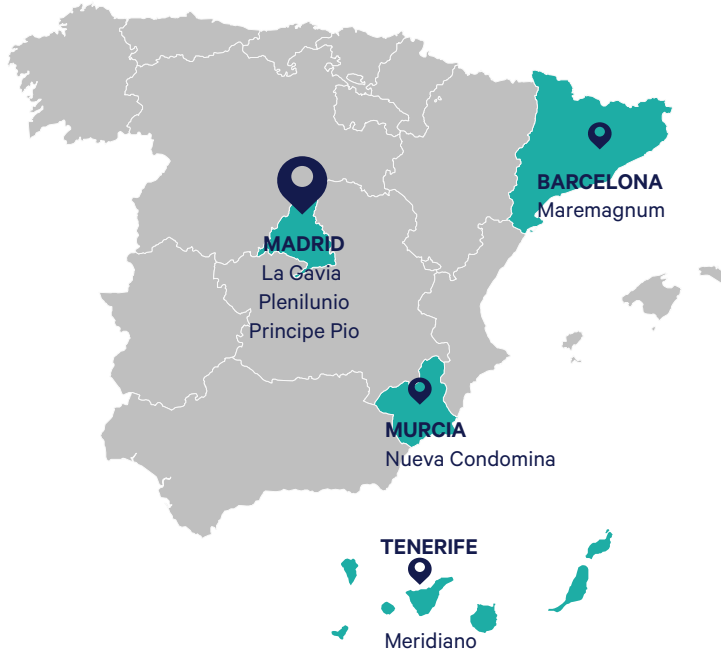 BARCELONA
Maremagnum
MADRID
La Gavia
Plenilunio
Principe Pio
MURCIA
Nueva Condomina
TENERIFE
Meridiano